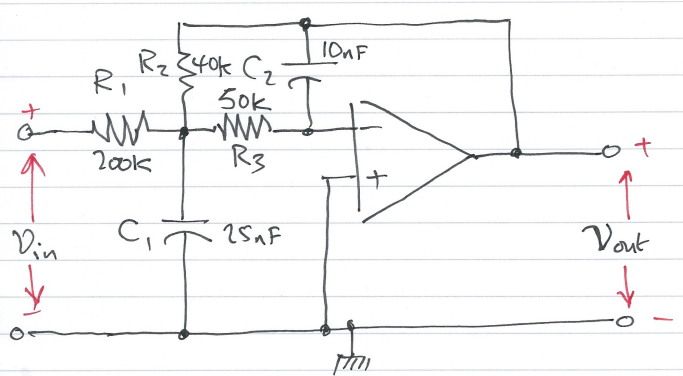 R2 40k C2 10nF
R1
50k
+ - +
200k R3
+
C1 25nF
Vin Vout
- -